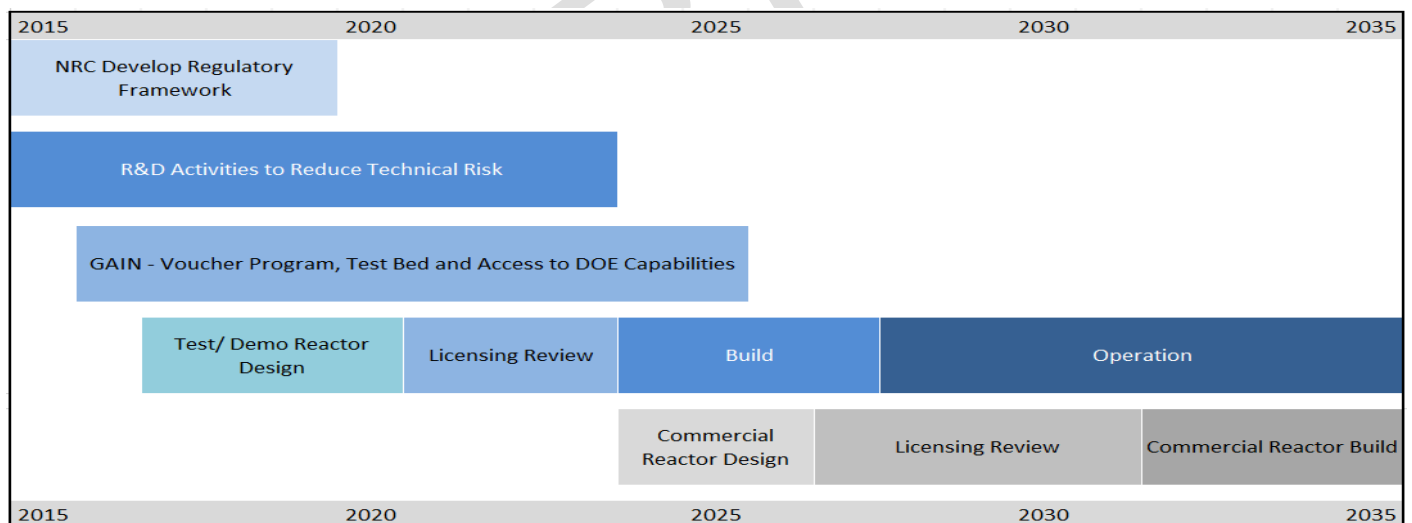 2015 2020 2025 2030 2035
NRC Develop Regulatory
Framework
R&D Activities to Reduce Technical Risk
GAIN - Voucher Program, Test Bed and Access to DOE Capabilities
Test/ Demo Reactor
Design
Licensing Review
Build
Operation
Commercial
Reactor Design
Licensing Review
Commercial Reactor Build
2015 2020 2025 2030 2035